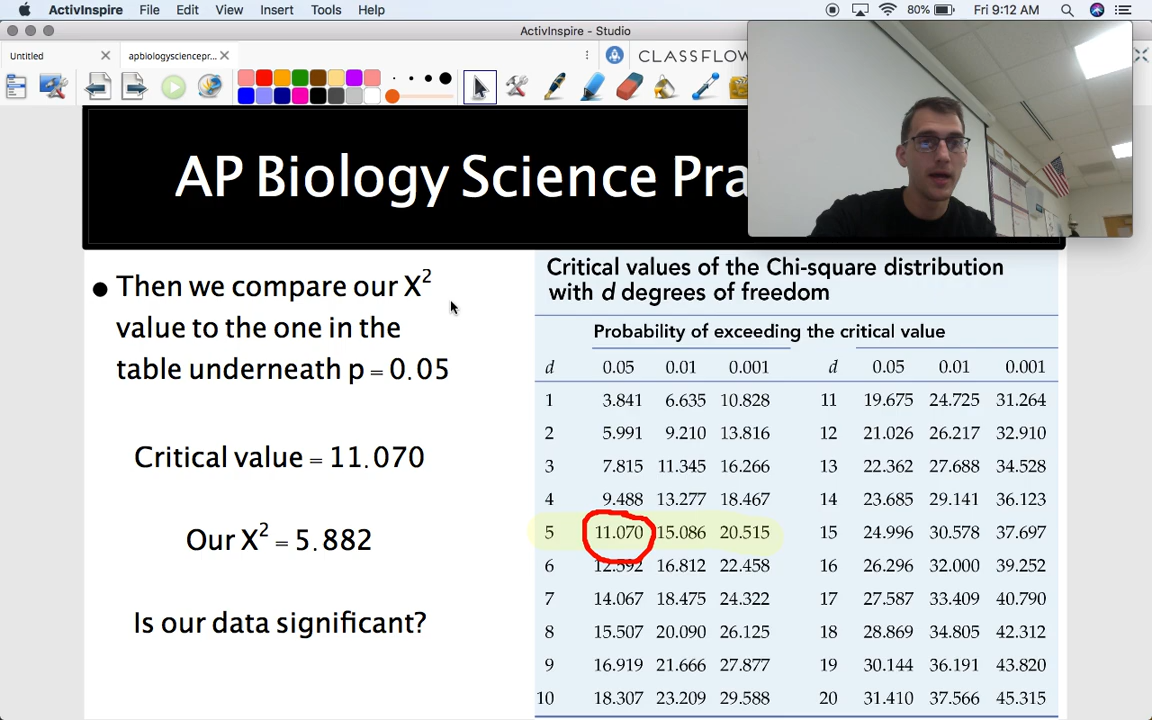 ActivInspire File Edit View Insert Tools Help 80% Fri 9:12 AM
ActivInspire - Studio
Untitled apbiologysciencepr... CLASSFLOW
AP Biology Science Pra
● Then we compare our X²
value to the one in the
table underneath p = 0.05
Critical value = 11.070
Our X² = 5.882
Is our data significant?
Critical values of the Chi-square distribution
with d degrees of freedom
Probability of exceeding the critical value
d 0.05 0.01 0.001 d 0.05 0.01 0.001
1 3.841 6.635 10.828 11 19.675 24.725 31.264
2 5.991 9.210 13.816 12 21.026 26.217 32.910
3 7.815 11.345 16.266 13 22.362 27.688 34.528
4 9.488 13.277 18.467 14 23.685 29.141 36.123
5 11.070 15.086 20.515 15 24.996 30.578 37.697
6 12.592 16.812 22.458 16 26.296 32.000 39.252
7 14.067 18.475 24.322 17 27.587 33.409 40.790
8 15.507 20.090 26.125 18 28.869 34.805 42.312
9 16.919 21.666 27.877 19 30.144 36.191 43.820
10 18.307 23.209 29.588 20 31.410 37.566 45.315